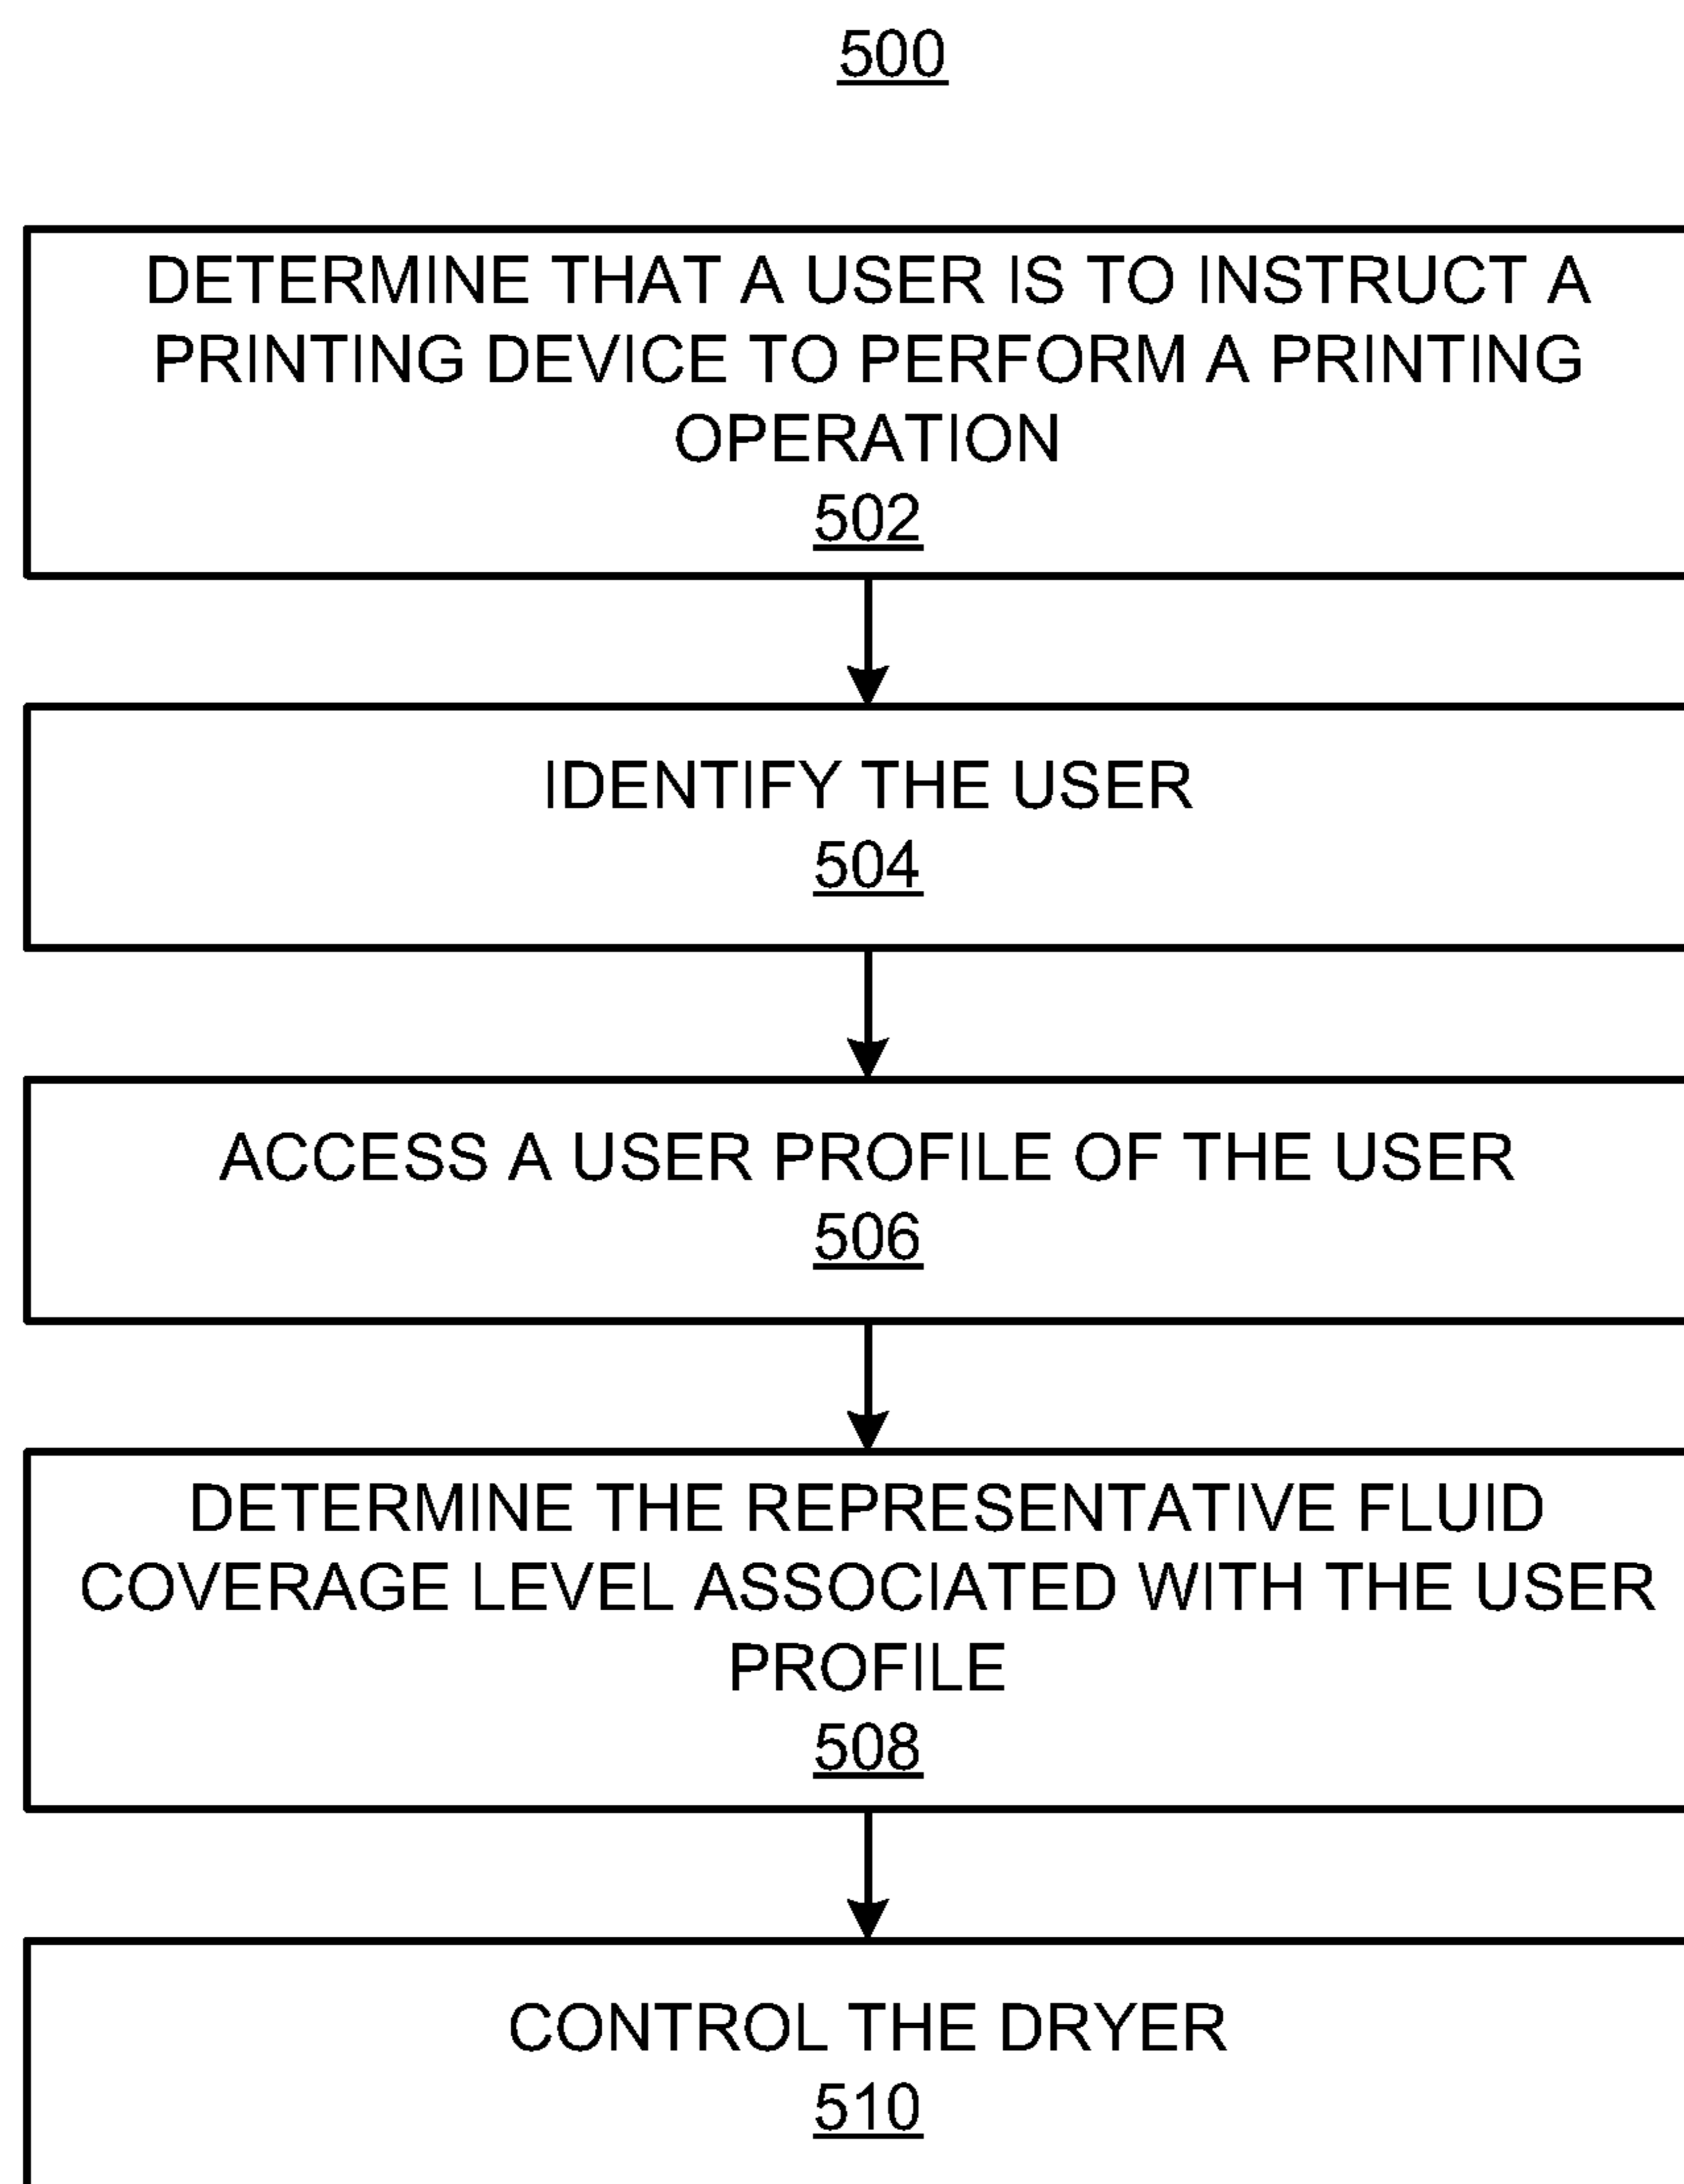 500
DETERMINE THAT A USER IS TO INSTRUCT A
PRINTING DEVICE TO PERFORM A PRINTING
OPERATION
502
IDENTIFY THE USER
504
ACCESS A USER PROFILE OF THE USER
506
DETERMINE THE REPRESENTATIVE FLUID
COVERAGE LEVEL ASSOCIATED WITH THE USER
PROFILE
508
CONTROL THE DRYER
510